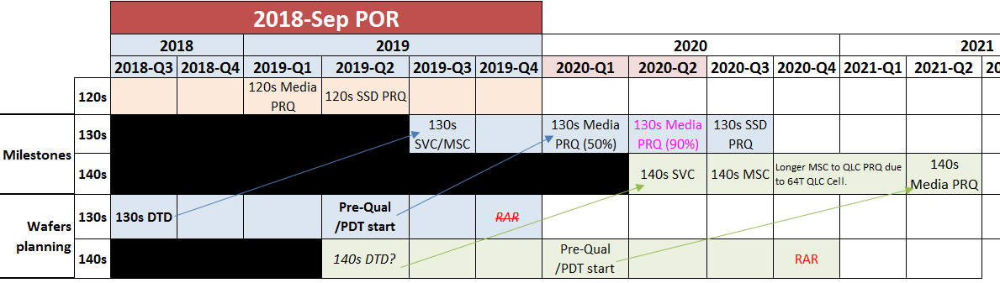 2018-Sep POR
2018 2019 2020 2021
2018-Q3 2018-Q4 2019-Q1 2019-Q2 2019-Q3 2019-Q4 2020-Q1 2020-Q2 2020-Q3 2020-Q4 2021-Q1 2021-Q2 20
120s
120s Media
PRQ
120s SSD PRQ
Milestones
130s
130s
SVC/MSC
130s Media
PRQ (50%)
130s Media
PRQ (90%)
130s SSD
PRQ
140s
140s SVC
140s MSC
Longer MSC to QLC PRQ due
to 64T QLC Cell.
140s
Media PRQ
Wafers
planning
130s
130s DTD
Pre-Qual
/PDT start
RAR
140s
140s DTD?
Pre-Qual
/PDT start
RAR